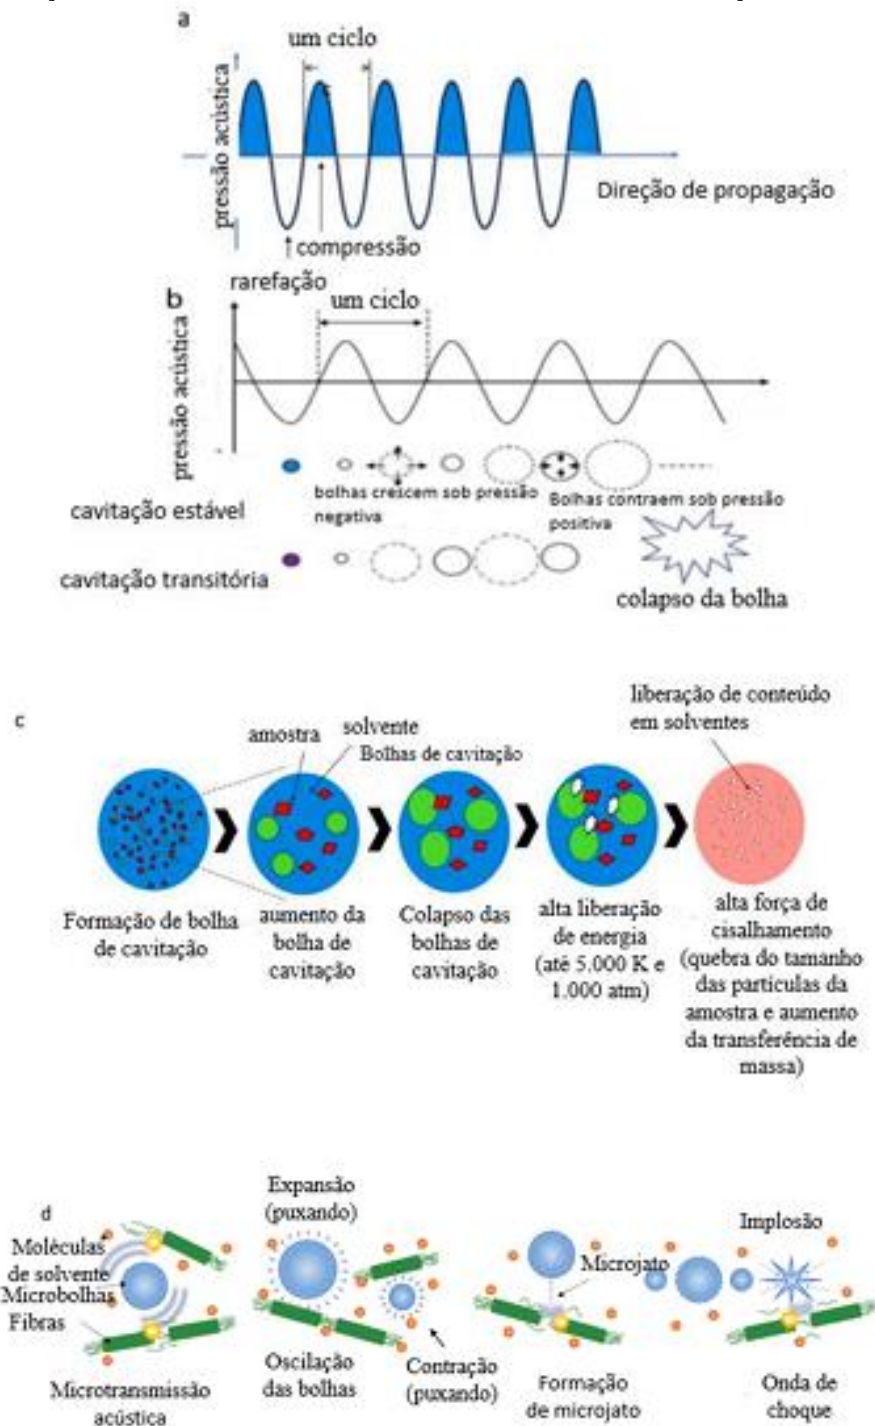 a
um ciclo
pressão acústica
Direção de propagação
compressão
rarefação
b
um ciclo
pressão acústica
bolhas crescem sob pressão
negativa
Bolhas contraem sob pressão
positiva
cavitação estável
cavitação transitória
colapso da bolha
c
liberação de conteúdo
em solventes
amostra
solvente
Bolhas de cavitação
Formação de bolha
de cavitação
aumento da
bolha de
cavitação
Colapso das
bolhas de
cavitação
alta liberação
de energia
(até 5.000 K e
1.000 atm)
alta força de
cisalhamento
(quebra do tamanho
das partículas da
amostra e aumento
da transferência de
massa)
d
Moléculas
de solvente
Microbolhas
Fibras
Microtransmissão
acústica
Expansão
(puxando)
Oscilação
das bolhas
Contração
(puxando)
Microjato
Formação
de microjato
Implosão
Onda de
choque